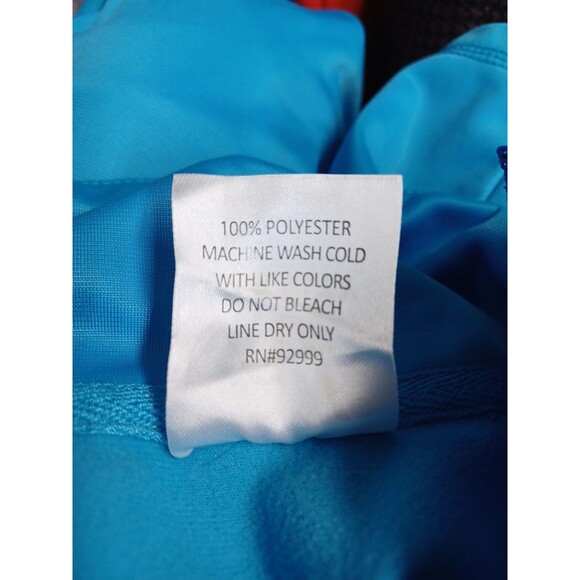 100% POLYESTER
MACHINE WASH COLD
WITH LIKE COLORS
DO NOT BLEACH
LINE DRY ONLY
RN#92999